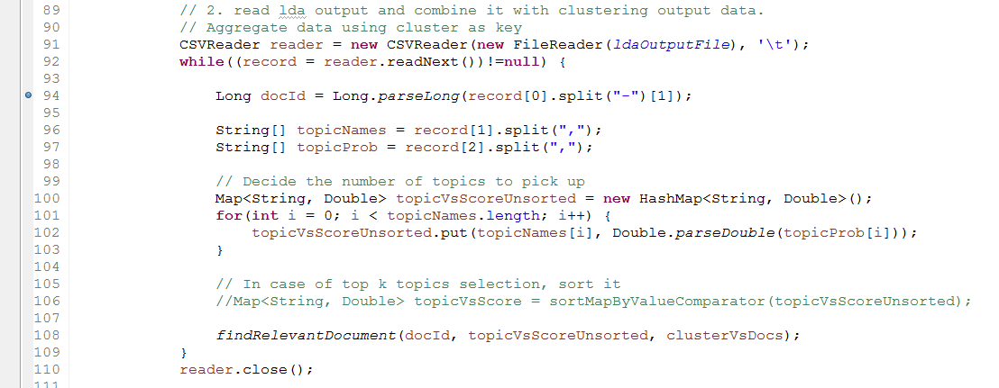 89 // 2. read lda output and combine it with clustering output data.
90 // Aggregate data using cluster as key
91 CSVReader reader = new CSVReader(new FileReader(ldaOutputFile), '\t');
92 while((record = reader.readNext())!=null) {
93
94 Long docId = Long.parseLong(record[0].split("-")[1]);
95
96 String[] topicNames = record[1].split(",");
97 String[] topicProb = record[2].split(",");
98
99 // Decide the number of topics to pick up
100 Map<String, Double> topicVsScoreUnsorted = new HashMap<String, Double>();
101 for(int i = 0; i < topicNames.length; i++) {
102 topicVsScoreUnsorted.put(topicNames[i], Double.parseDouble(topicProb[i]));
103 }
104
105 // In case of top k topics selection, sort it
106 //Map<String, Double> topicVsScore = sortMapByValueComparator(topicVsScoreUnsorted);
107
108 findRelevantDocument(docId, topicVsScoreUnsorted, clusterVsDocs);
109 }
110 reader.close();
111